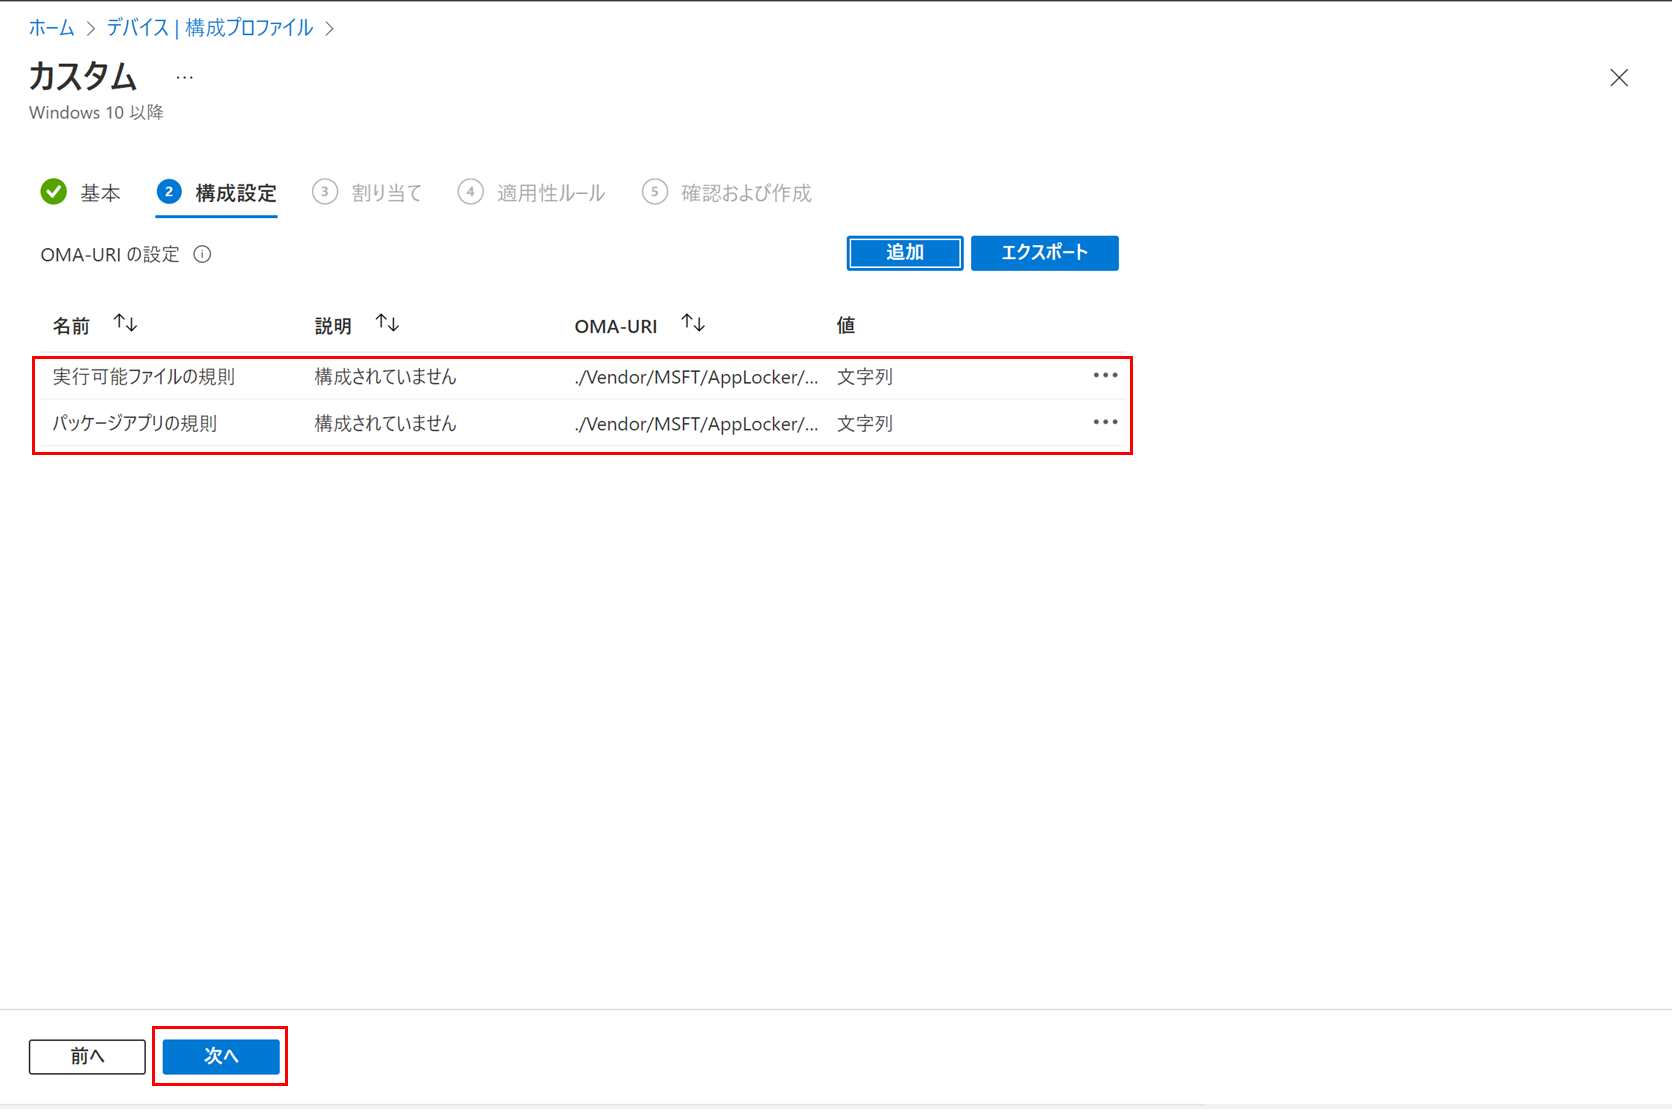 ホーム > デバイス | 構成プロファイル >
カスタム ...
Windows 10 以降
基本 2 構成設定 3 割り当て 4 適用性ルール 5 確認および作成
OMA-URI の設定
追加 エクスポート
名前 ↑↓ 説明 ↑↓ OMA-URI ↑↓ 値
実行可能ファイルの規則 構成されていません ./Vendor/MSFT/AppLocker/... 文字列 •••
パッケージアプリの規則 構成されていません ./Vendor/MSFT/AppLocker/... 文字列 •••
前へ 次へ